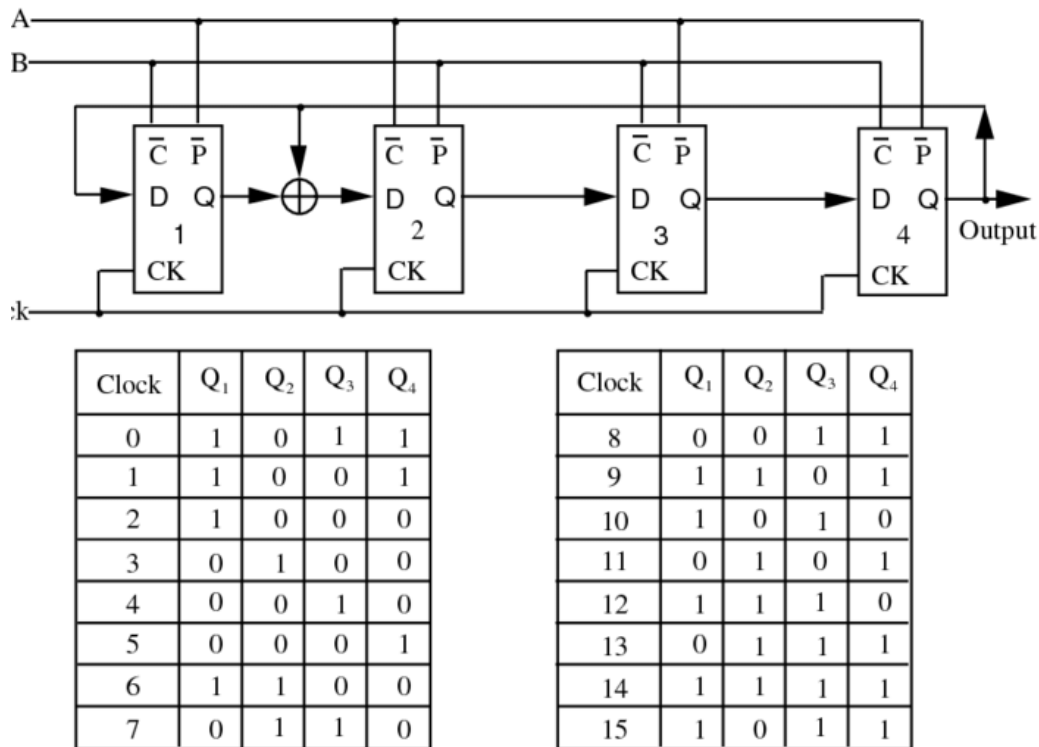 A
B
C̄ P̄ C̄ P̄ C̄ P̄ C̄ P̄
D Q D Q D Q D Q
1 2 3 4 Output
CK CK CK CK
ck
Clock Q₁ Q₂ Q₃ Q₄ Clock Q₁ Q₂ Q₃ Q₄
0 1 0 1 1 8 0 0 1 1
1 1 0 0 1 9 1 1 0 1
2 1 0 0 0 10 1 0 1 0
3 0 1 0 0 11 0 1 0 1
4 0 0 1 0 12 1 1 1 0
5 0 0 0 1 13 0 1 1 1
6 1 1 0 0 14 1 1 1 1
7 0 1 1 0 15 1 0 1 1